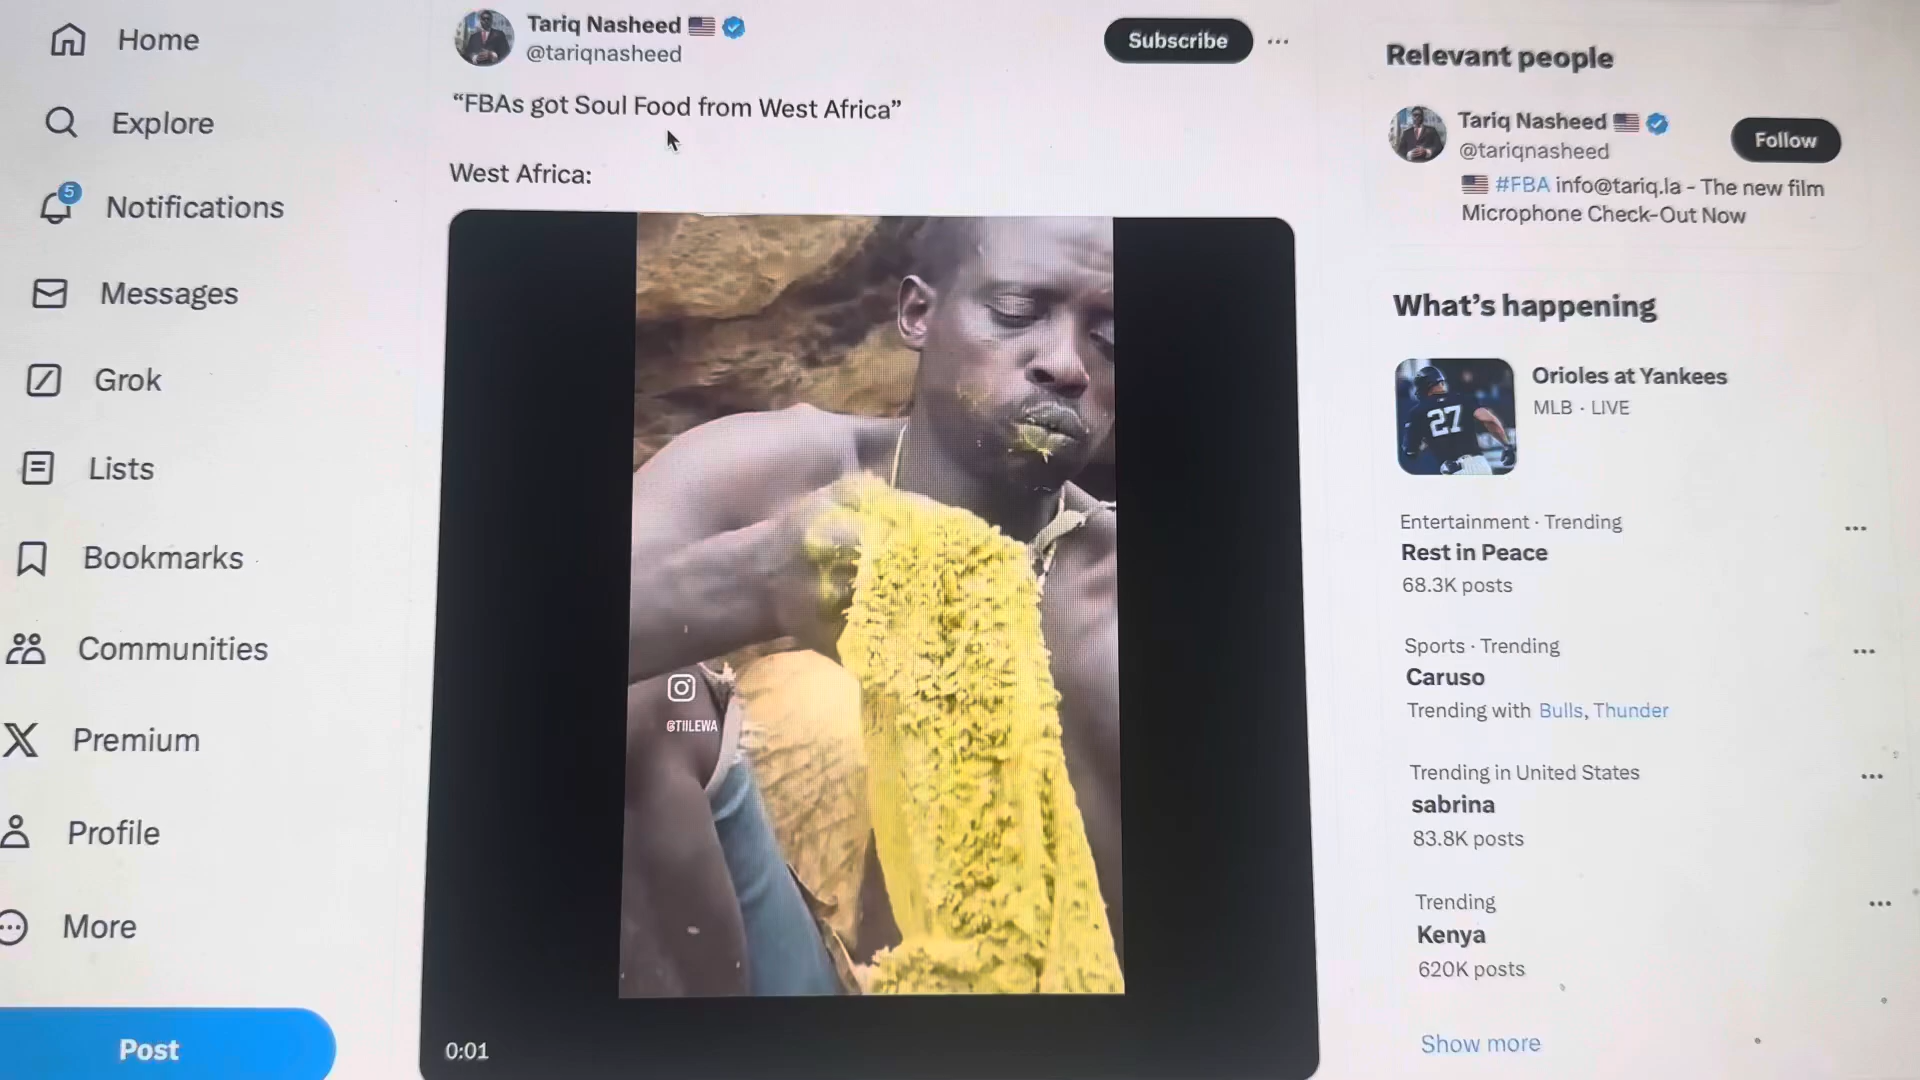 Home
Explore
5
Notifications
Messages
Grok
Lists
Bookmarks
Communities
Premium
Profile
More
Post
Tariq Nasheed
@tariqnasheed
Subscribe
“FBAs got Soul Food from West Africa”
West Africa:
@TIILEWA
0:01
Relevant people
Tariq Nasheed
@tariqnasheed
Follow
#FBA info@tariq.la - The new film
Microphone Check-Out Now
What’s happening
27
Orioles at Yankees
MLB · LIVE
Entertainment · Trending
Rest in Peace
68.3K posts
Sports · Trending
Caruso
Trending with Bulls, Thunder
Trending in United States
sabrina
83.8K posts
Trending
Kenya
620K posts
Show more